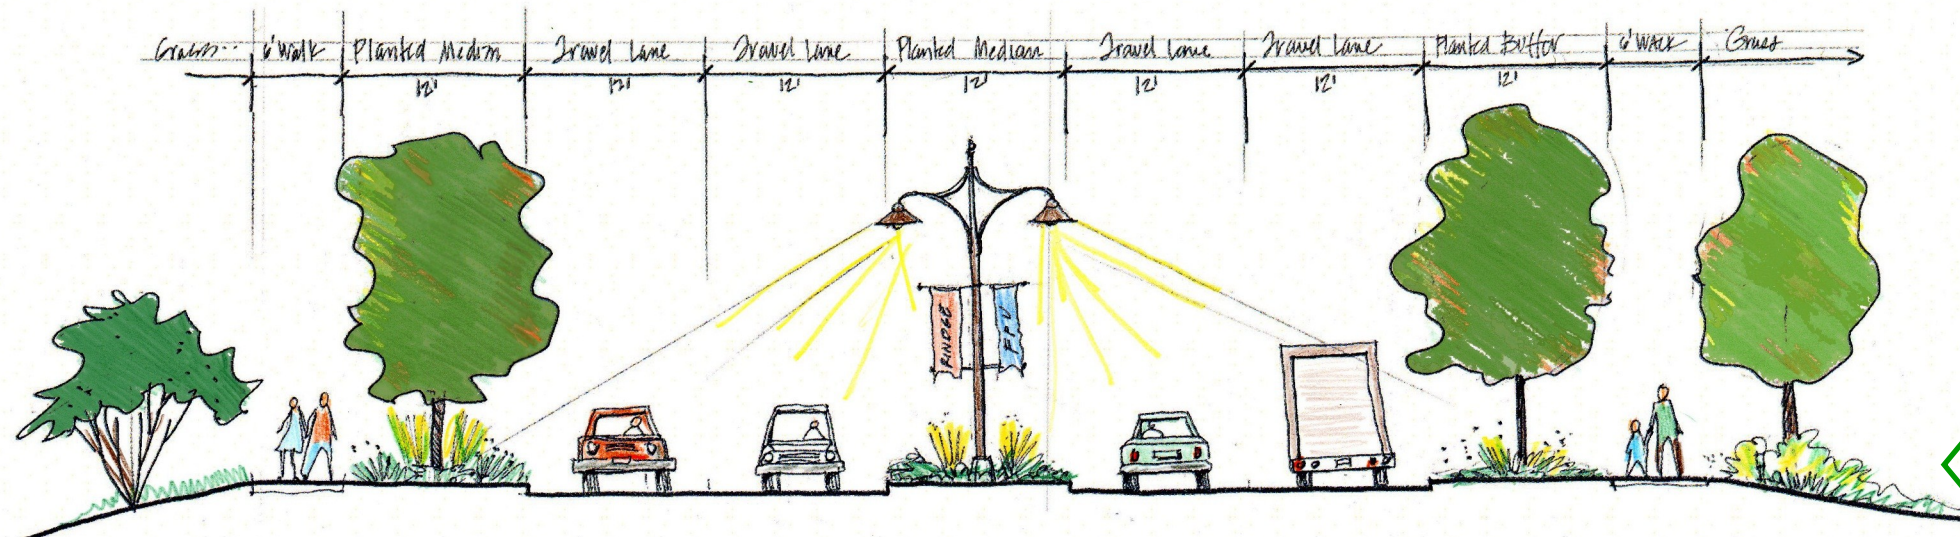 Grass... 6' Walk Planted Median Travel Lane Travel Lane Planted Median Travel Lane Travel Lane Planted Buffer 6' WALK Grass
12' 12' 12' 12' 12' 12' 12'
RINDGE
FPU